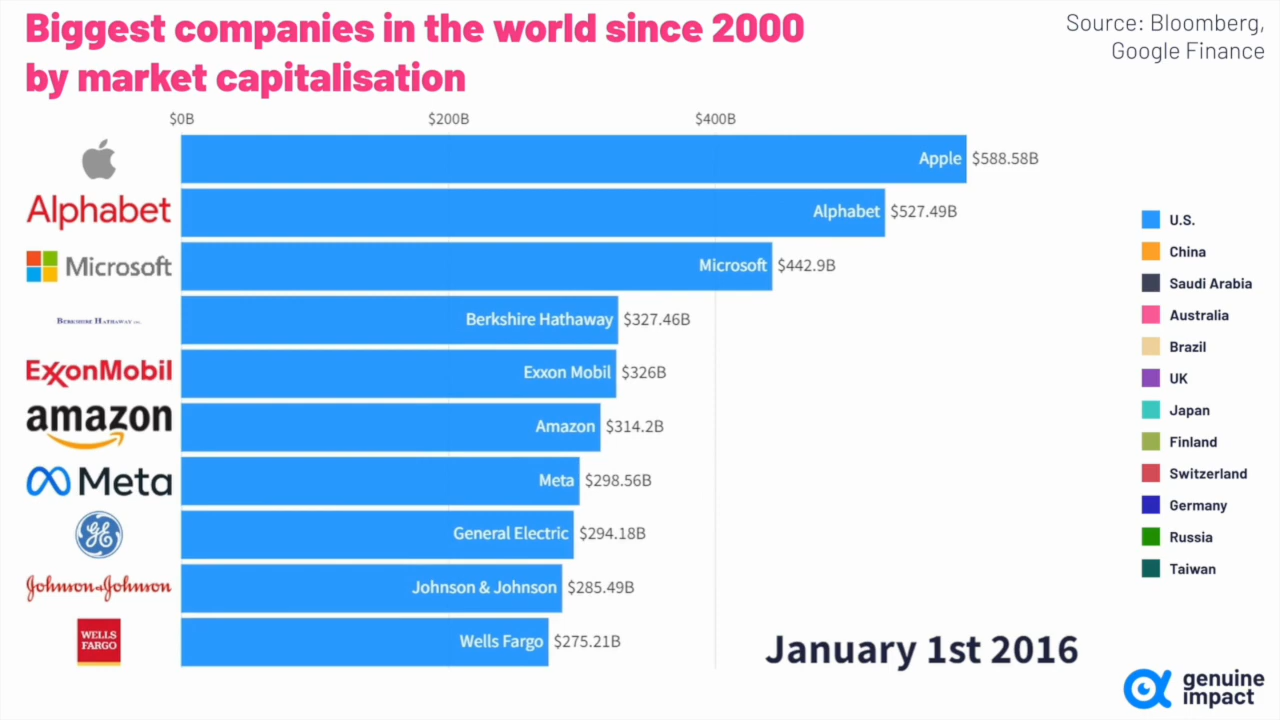 Biggest companies in the world since 2000
by market capitalisation
Source: Bloomberg,
Google Finance
$0B $200B $400B
Apple $588.58B
Alphabet Alphabet $527.49B
Microsoft Microsoft $442.9B
BERKSHIRE HATHAWAY INC. Berkshire Hathaway $327.46B
ExxonMobil Exxon Mobil $326B
amazon Amazon $314.2B
Meta Meta $298.56B
GE General Electric $294.18B
Johnson&Johnson Johnson & Johnson $285.49B
WELLS
FARGO
Wells Fargo $275.21B
U.S.
China
Saudi Arabia
Australia
Brazil
UK
Japan
Finland
Switzerland
Germany
Russia
Taiwan
January 1st 2016
genuine
impact